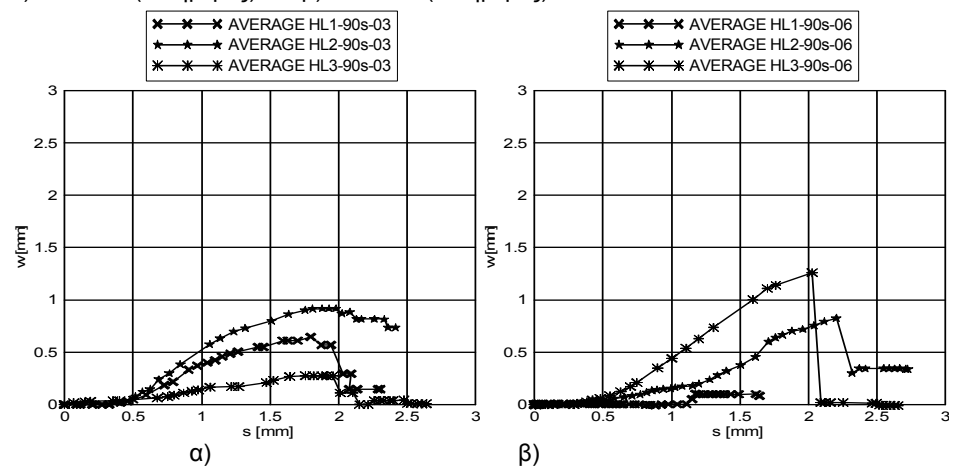 AVERAGE HL1-90s-03
AVERAGE HL2-90s-03
AVERAGE HL3-90s-03
AVERAGE HL1-90s-06
AVERAGE HL2-90s-06
AVERAGE HL3-90s-06
3
2.5
2
1.5
1
0.5
0
w[mm]
0 0.5 1 1.5 2 2.5 3
s [mm]
α)
3
2.5
2
1.5
1
0.5
0
w[mm]
0 0.5 1 1.5 2 2.5 3
s [mm]
β)